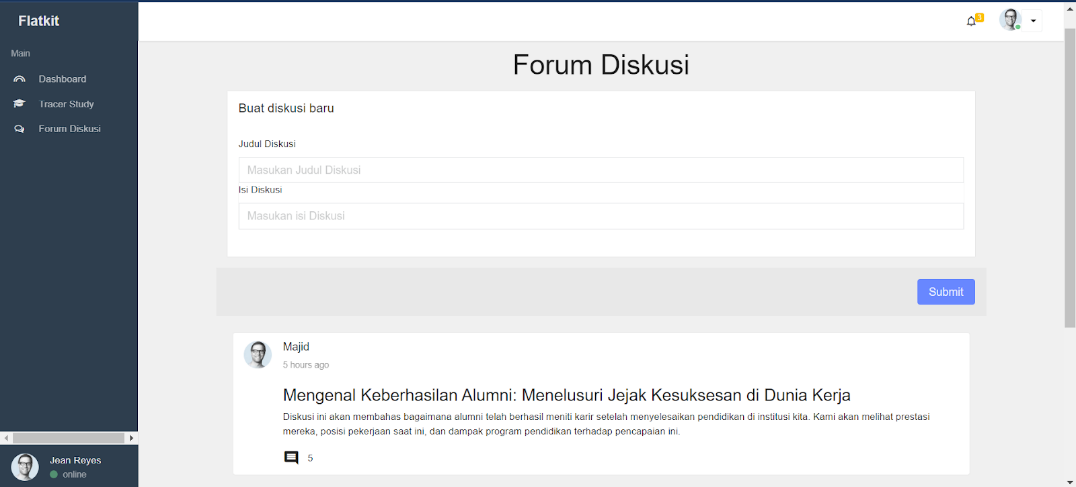 Flatkit
Main
Dashboard
Tracer Study
Forum Diskusi
Jean Reyes
online
3
Forum Diskusi
Buat diskusi baru
Judul Diskusi
Masukan Judul Diskusi
Isi Diskusi
Masukan isi Diskusi
Submit
Majid
5 hours ago
Mengenal Keberhasilan Alumni: Menelusuri Jejak Kesuksesan di Dunia Kerja
Diskusi ini akan membahas bagaimana alumni telah berhasil meniti karir setelah menyelesaikan pendidikan di institusi kita. Kami akan melihat prestasi
mereka, posisi pekerjaan saat ini, dan dampak program pendidikan terhadap pencapaian ini.
5